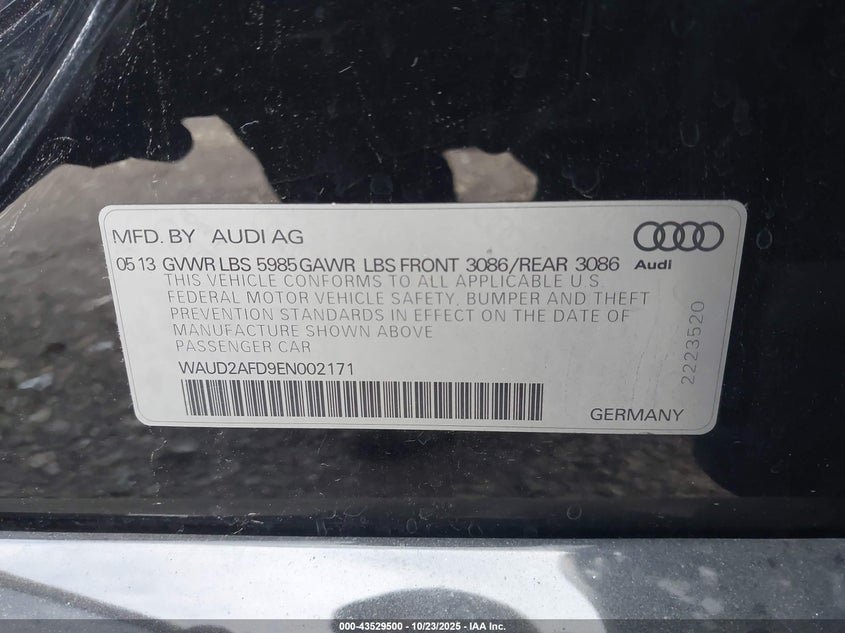 MFD. BY AUDI AG
05 13 GVWR LBS 5985 GAWR LBS FRONT 3086/REAR 3086
Audi
THIS VEHICLE CONFORMS TO ALL APPLICABLE U.S.
FEDERAL MOTOR VEHICLE SAFETY, BUMPER AND THEFT
PREVENTION STANDARDS IN EFFECT ON THE DATE OF
MANUFACTURE SHOWN ABOVE
PASSENGER CAR
WAUD2AFD9EN002171
GERMANY
2223520
000-43529500 | 10/23/2025 - IAA Inc.